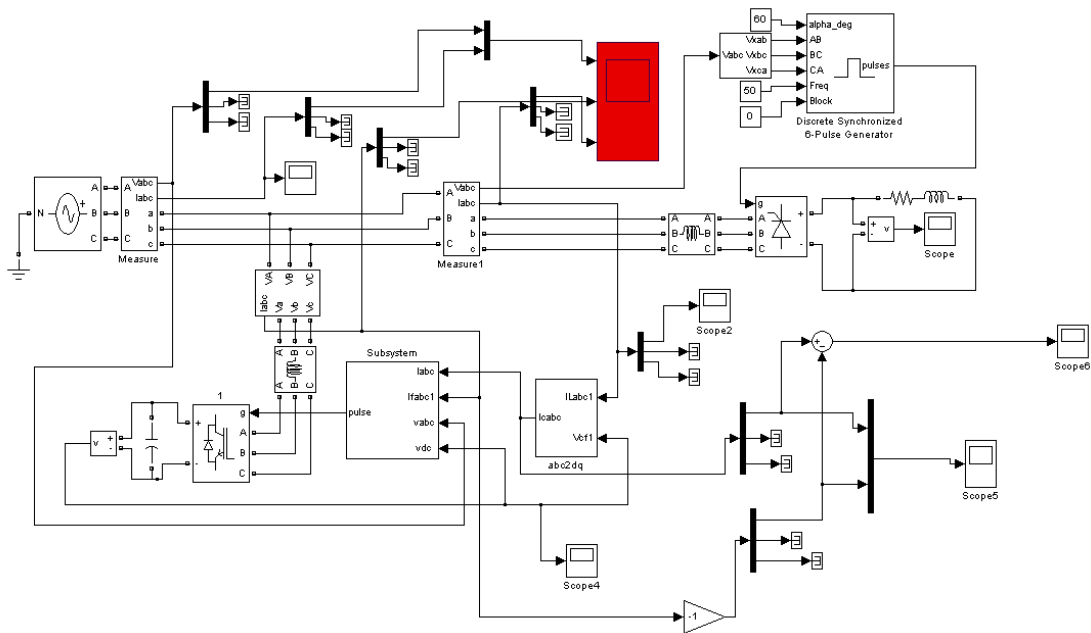 60
alpha_deg
Vxab
AB
Vabc Vxbc
BC
pulses
Vxca
CA
50
Freq
0
Block
Discrete Synchronized
6-Pulse Generator
N
A
B
C
A
B
C
Vabc
Iabc
a
b
c
Measure
A
B
C
Vabc
Iabc
a
b
c
Measure1
A
B
C
A
B
C
g
A
B
C
+
-
+
-
v
Scope
VA
VB
VC
Iabc
Va
Vb
Vc
A
B
C
A
B
C
Scope2
Scope6
Subsystem
Iabc
Ifabc1
pulse
vabc
vdc
ILabc1
Icabc
Vcf1
abc2dq
1
+
-
g
A
B
C
v
+
-
Scope5
Scope4
-1